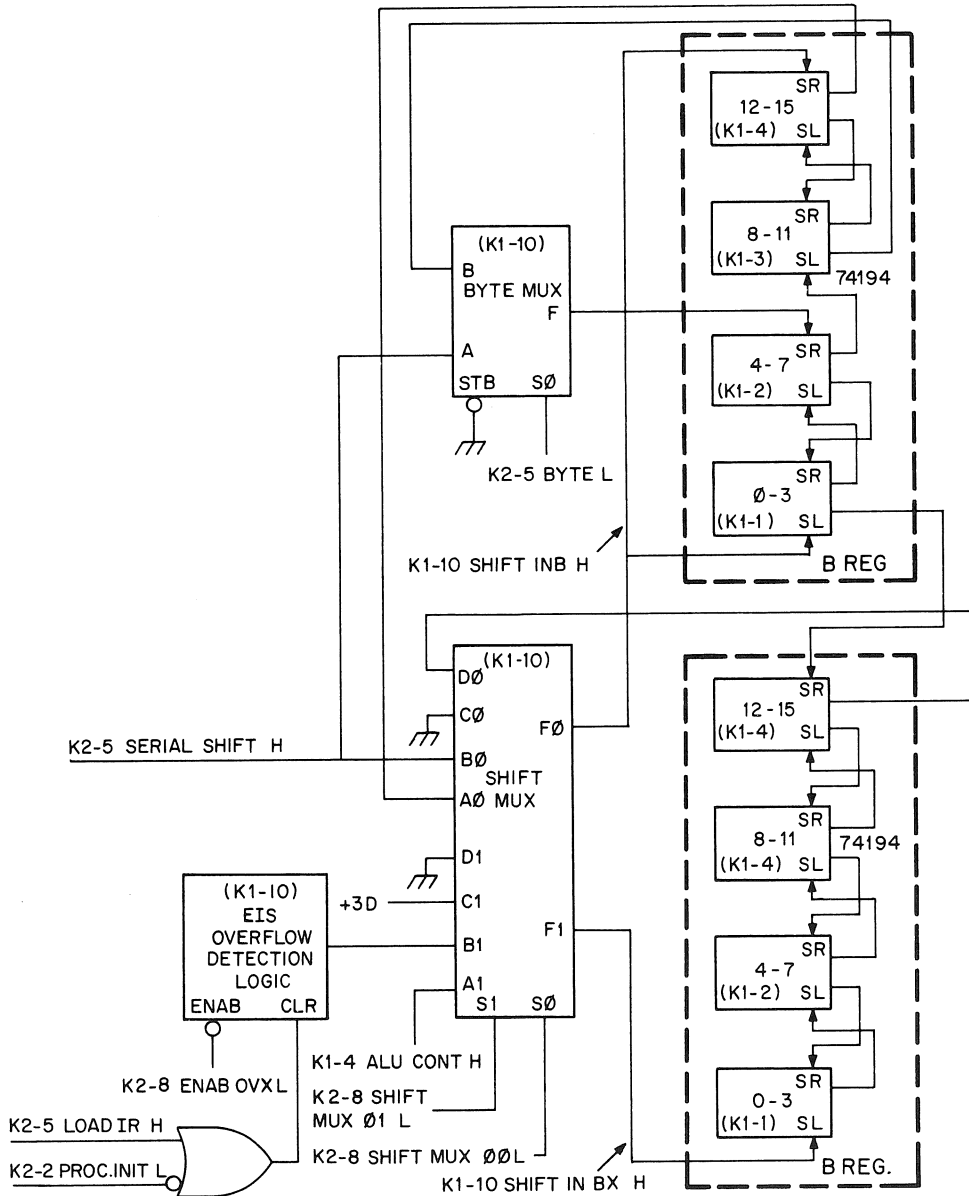 SR
12-15
(K1-4) SL
SR
8-11
(K1-3) SL
74194
SR
4-7
(K1-2) SL
SR
Ø-3
(K1-1) SL
B REG
(K1-10)
B
BYTE MUX
F
A
STB SØ
K2-5 BYTE L
K1-10 SHIFT INB H
(K1-10)
DØ
CØ
FØ
K2-5 SERIAL SHIFT H
BØ
SHIFT
MUX
AØ
D1
+3D
C1
F1
B1
A1
S1 SØ
(K1-10)
EIS
OVERFLOW
DETECTION
LOGIC
ENAB CLR
K1-4 ALU CONT H
K2-8 ENAB OVX L
K2-8 SHIFT
MUX Ø1 L
K2-5 LOAD IR H
K2-8 SHIFT MUX ØØL
K2-2 PROC.INIT L
K1-10 SHIFT IN BX H
SR
12-15
(K1-4) SL
SR
8-11
(K1-4) SL
74194
SR
4-7
(K1-2) SL
SR
0-3
(K1-1) SL
B REG.